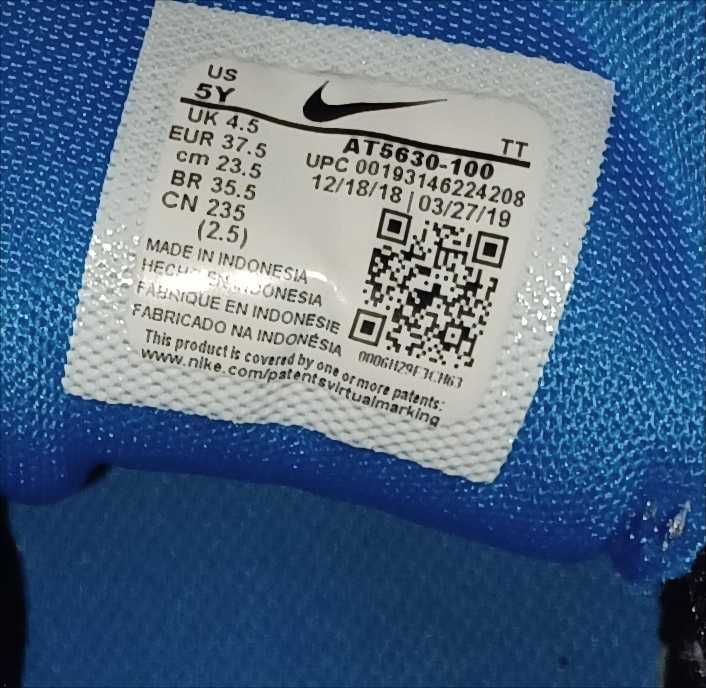 US
5Y
TT
UK 4.5
EUR 37.5
cm 23.5
BR 35.5
CN 235
(2.5)
AT5630-100
UPC 00193146224208
12/18/18 | 03/27/19
MADE IN INDONESIA
HECHO EN INDONESIA
FABRIQUE EN INDONESIE
FABRICADO NA INDONÉSIA
0006H29F3CH63
This product is covered by one or more patents:
www.nike.com/patentsvirtualmarking